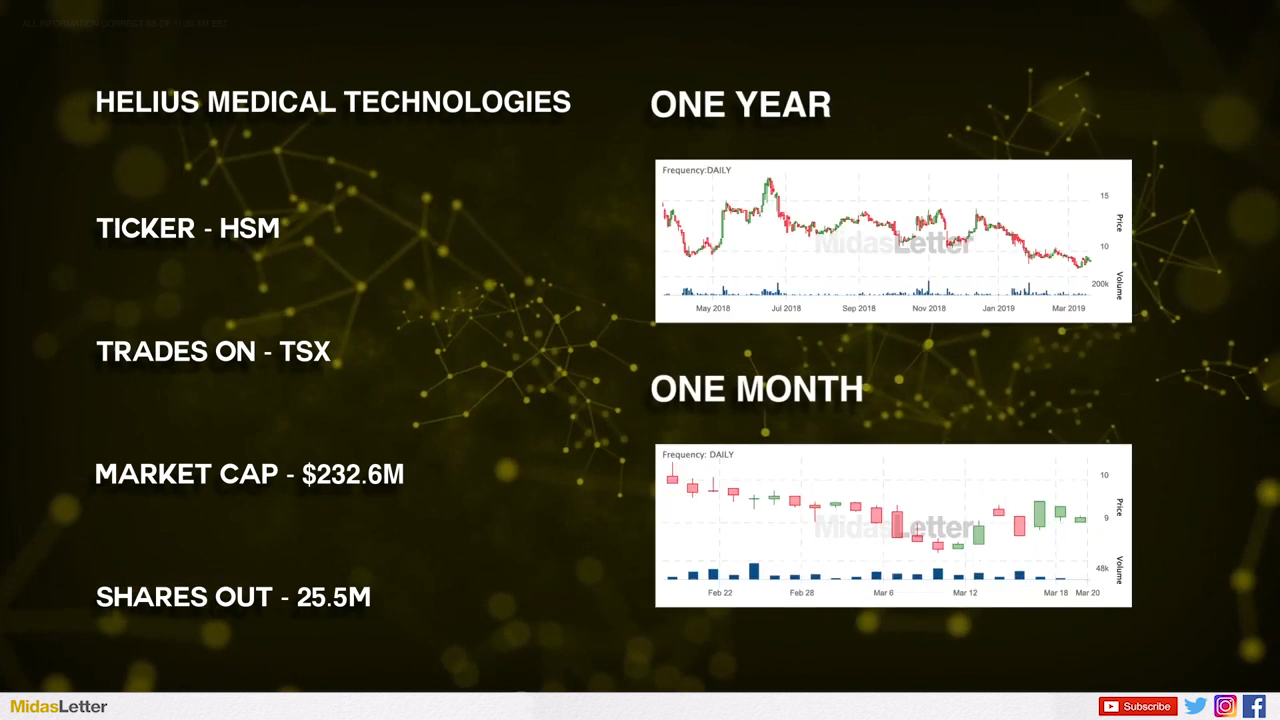 HELIUS MEDICAL TECHNOLOGIES
TICKER - HSM
TRADES ON - TSX
MARKET CAP - $232.6M
SHARES OUT - 25.5M
ONE YEAR
Frequency:DAILY
MidasLetter
15
10
Price
200k
Volume
May 2018 Jul 2018 Sep 2018 Nov 2018 Jan 2019 Mar 2019
ONE MONTH
Frequency: DAILY
MidasLetter
10
9
Price
48k
Volume
Feb 22 Feb 28 Mar 6 Mar 12 Mar 18 Mar 20
MidasLetter
Subscribe